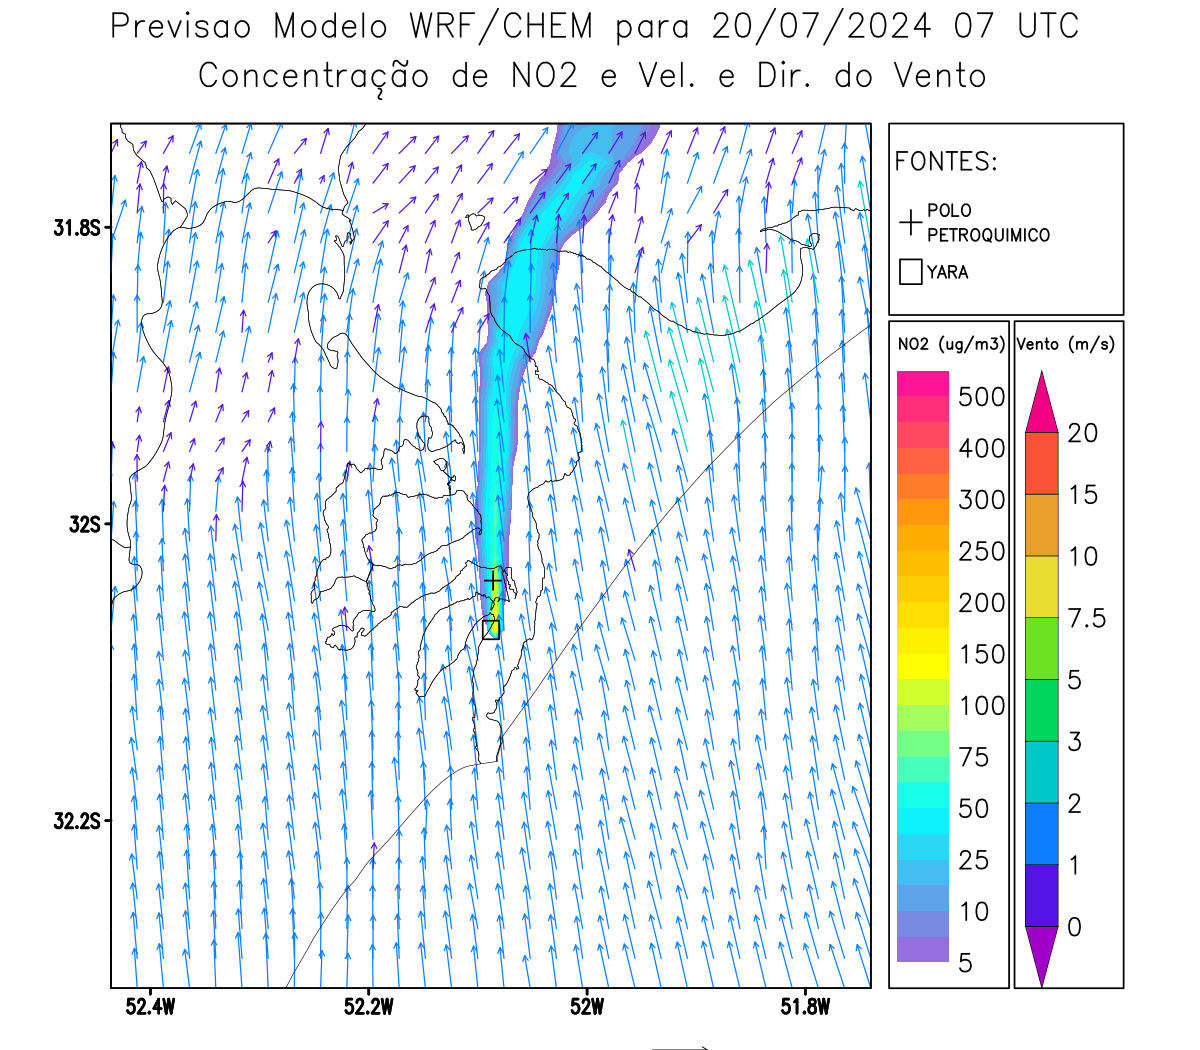 Previsao Modelo WRF/CHEM para 20/07/2024 07 UTC
Concentração de NO2 e Vel. e Dir. do Vento
FONTES:
POLO
PETROQUIMICO
YARA
31.8S
32S
32.2S
52.4W
52.2W
52W
51.8W
NO2 (ug/m3)
500
400
300
250
200
150
100
75
50
25
10
5
Vento (m/s)
20
15
10
7.5
5
3
2
1
0